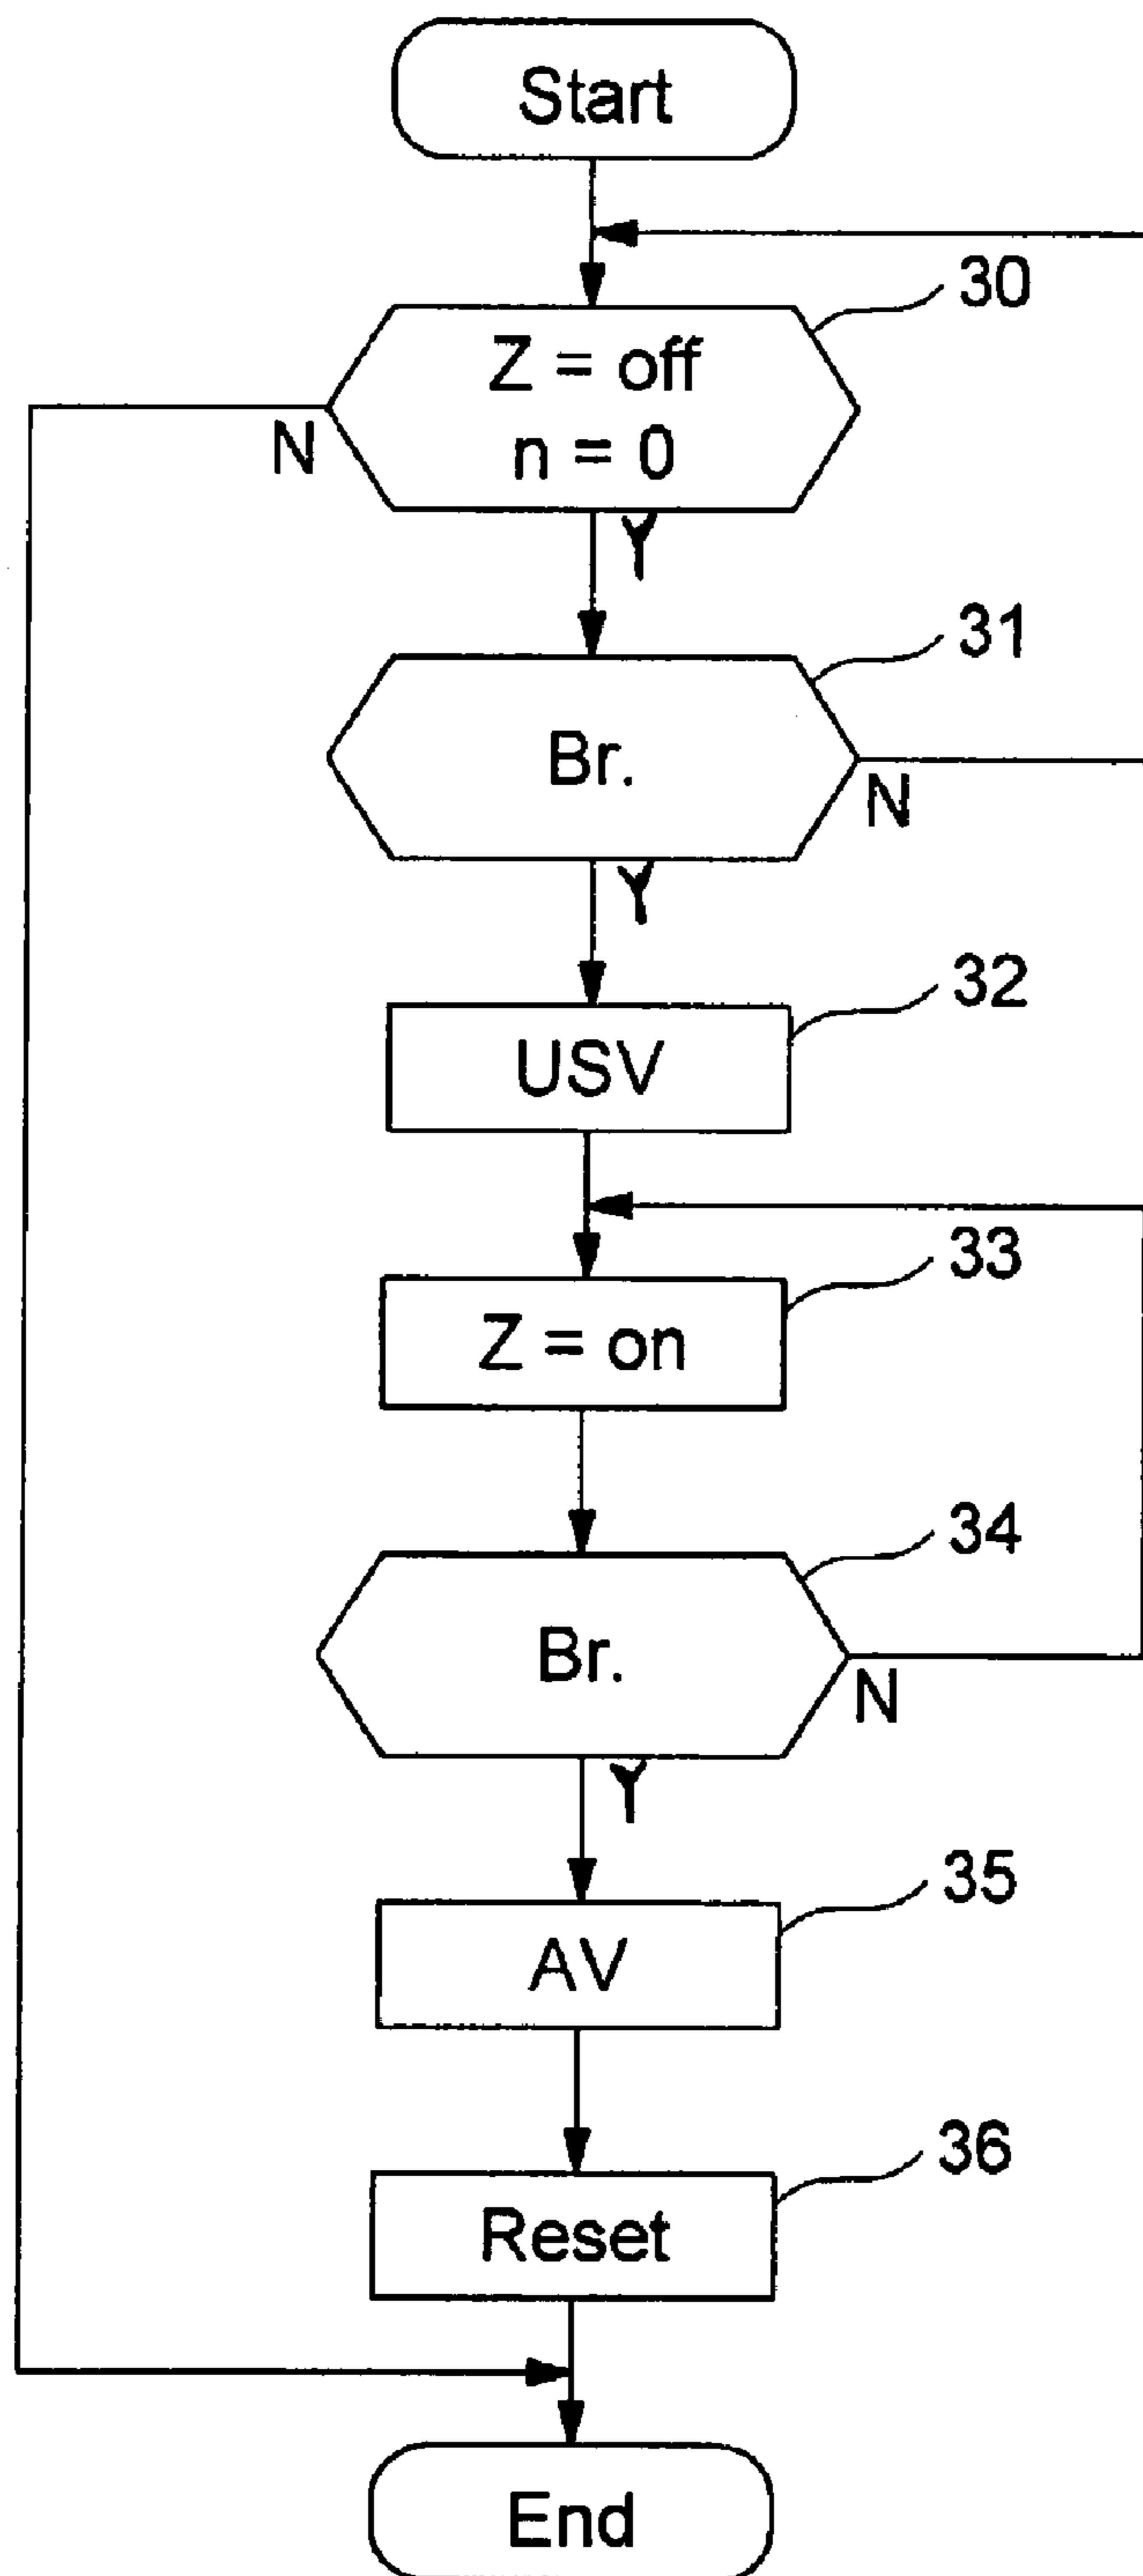 Start
30
Z = off
n = 0
N
Y
31
Br.
N
Y
32
USV
33
Z = on
34
Br.
N
Y
35
AV
36
Reset
End